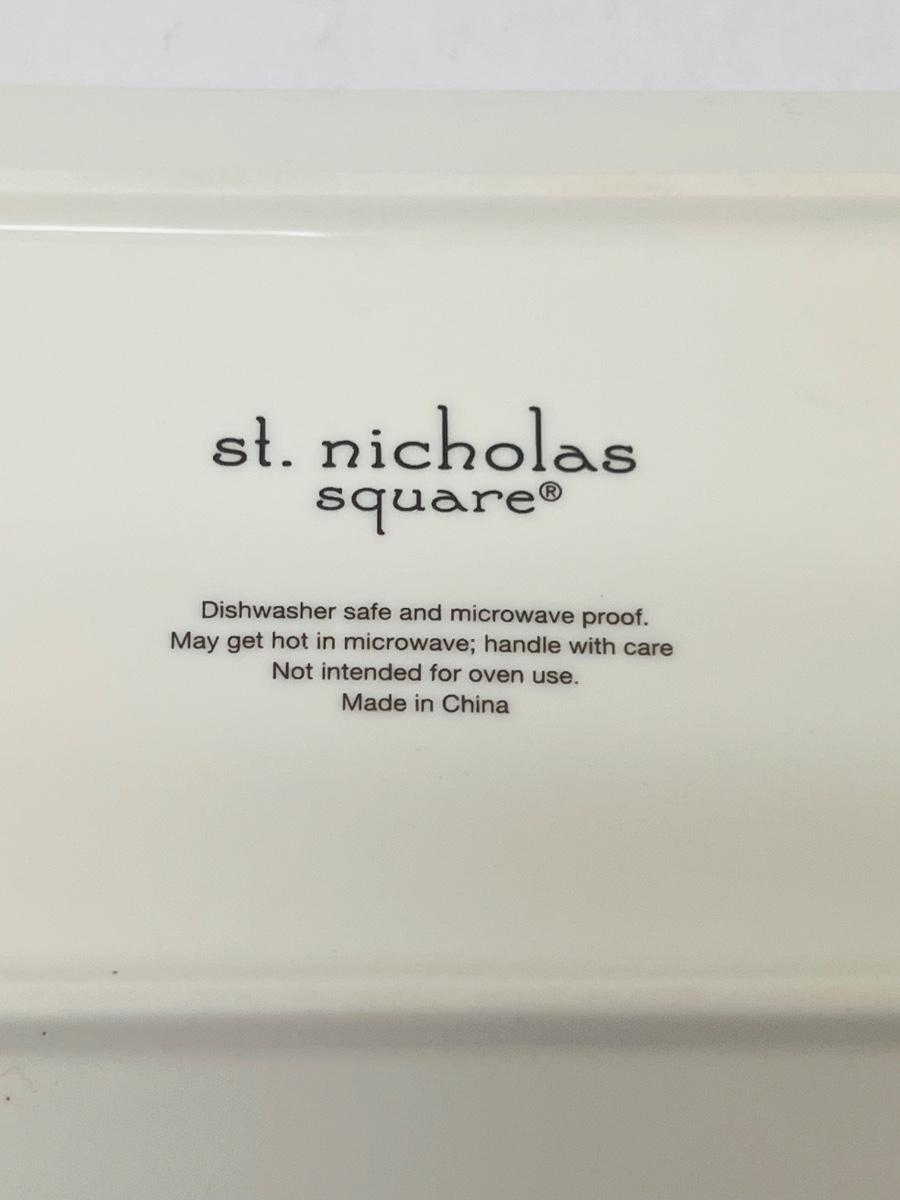 st. nicholas
square®
Dishwasher safe and microwave proof.
May get hot in microwave; handle with care
Not intended for oven use.
Made in China